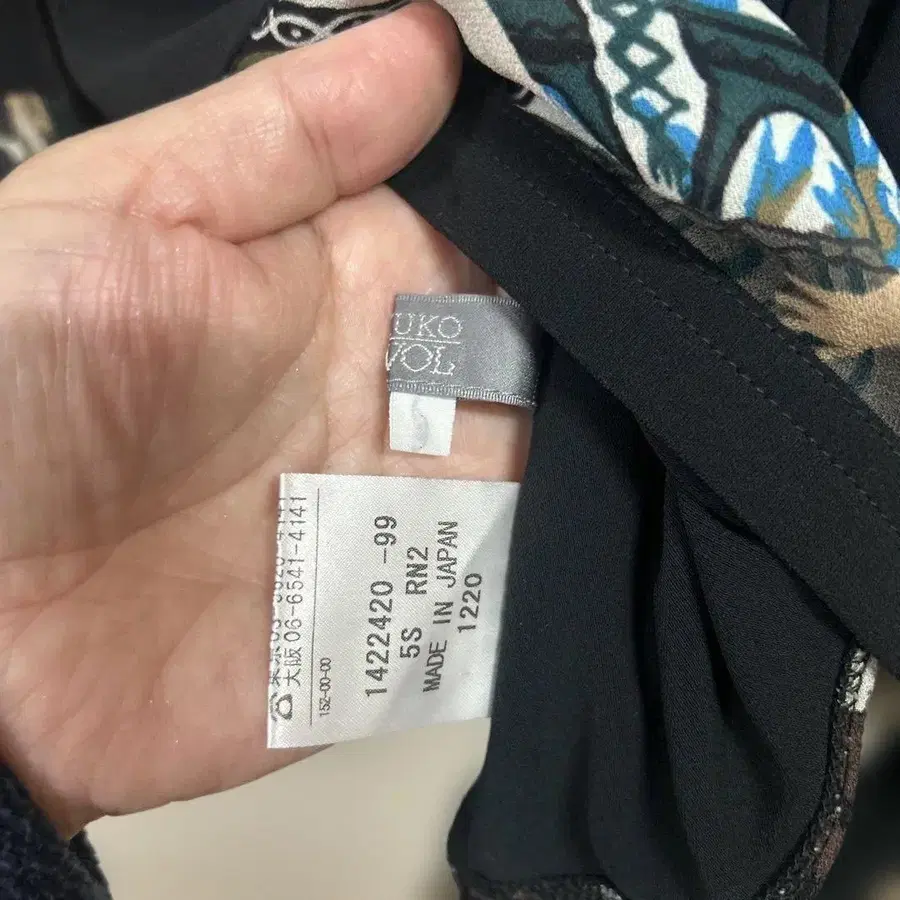 UKO
VOL
大阪 06-6541-4141
152-00-00
1422420 -99
5S RN2
MADE IN JAPAN
1220